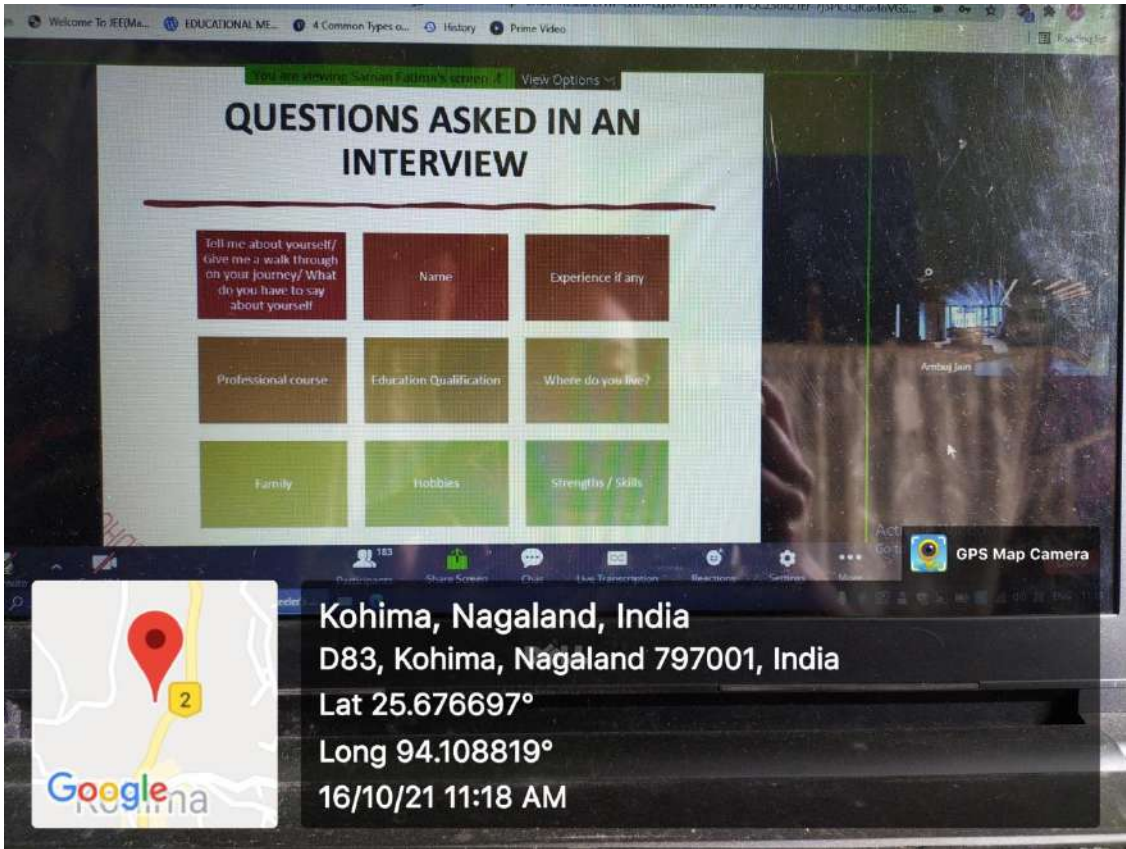 Welcome To JEE(Ma...
EDUCATIONAL ME...
4 Common Types o...
History
Prime Video
Reading list
You are viewing Saman Fatima's screen
View Options
QUESTIONS ASKED IN AN
INTERVIEW
Tell me about yourself/
Give me a walk through
on your journey/ What
do you have to say
about yourself
Name
Experience if any
Professional course
Education Qualification
Where do you live?
Family
Hobbies
Strengths / Skills
Ambuj Jain
183
Participants
Share Screen
Chat
Live Transcription
Reactions
Settings
More
GPS Map Camera
2
Google
Kohima, Nagaland, India
D83, Kohima, Nagaland 797001, India
Lat 25.676697°
Long 94.108819°
16/10/21 11:18 AM